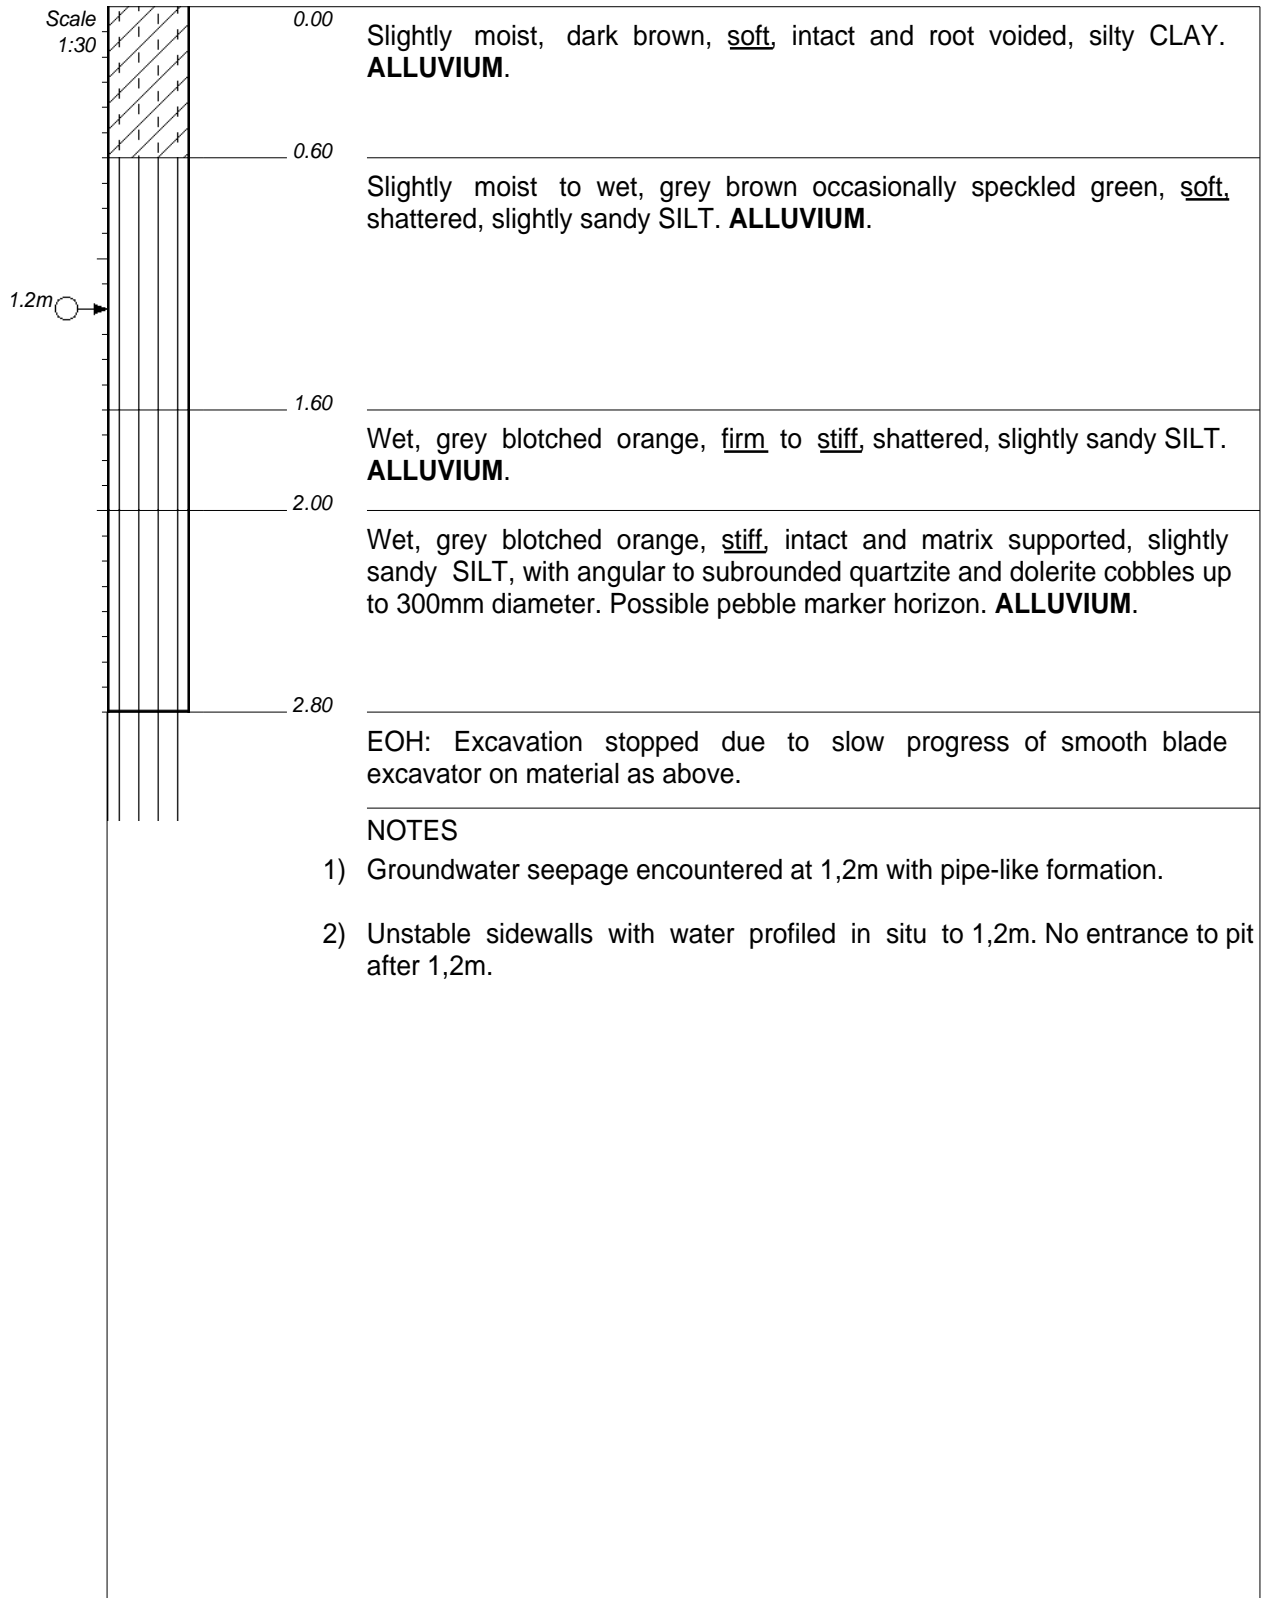 Scale
1:30
0.00
Slightly moist, dark brown, soft, intact and root voided, silty CLAY.
ALLUVIUM.
0.60
Slightly moist to wet, grey brown occasionally speckled green, soft,
shattered, slightly sandy SILT. ALLUVIUM.
1.2m
1.60
Wet, grey blotched orange, firm to stiff, shattered, slightly sandy SILT.
ALLUVIUM.
2.00
Wet, grey blotched orange, stiff, intact and matrix supported, slightly
sandy SILT, with angular to subrounded quartzite and dolerite cobbles up
to 300mm diameter. Possible pebble marker horizon. ALLUVIUM.
2.80
EOH: Excavation stopped due to slow progress of smooth blade
excavator on material as above.
NOTES
1) Groundwater seepage encountered at 1,2m with pipe-like formation.
2) Unstable sidewalls with water profiled in situ to 1,2m. No entrance to pit
after 1,2m.